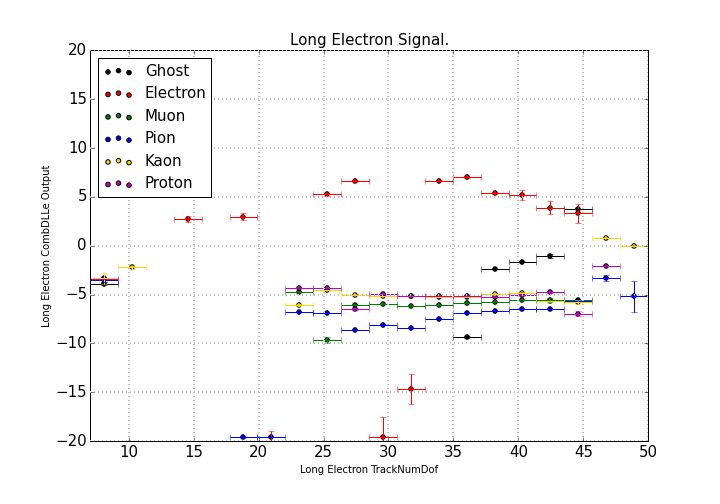 Long Electron Signal.
Ghost
Electron
Muon
Pion
Kaon
Proton
20
15
10
5
0
−5
−10
−15
−20
Long Electron CombDLLe Output
10
15
20
25
30
35
40
45
50
Long Electron TrackNumDof